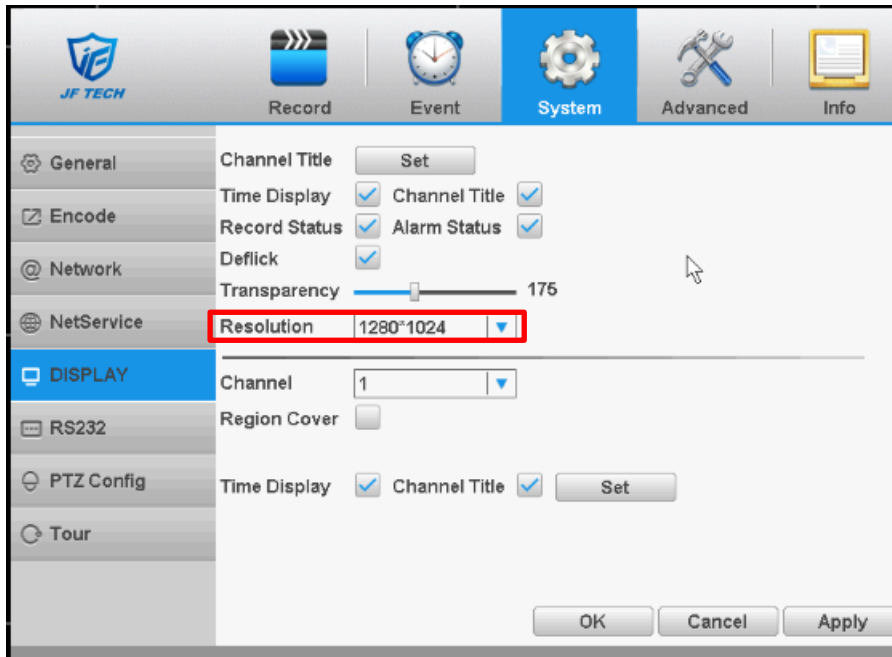 JF TECH
Record Event System Advanced Info
General
Encode
Network
NetService
DISPLAY
RS232
PTZ Config
Tour
Channel Title Set
Time Display Channel Title
Record Status Alarm Status
Deflick
Transparency 175
Resolution 1280*1024
Channel 1
Region Cover
Time Display Channel Title Set
OK Cancel Apply